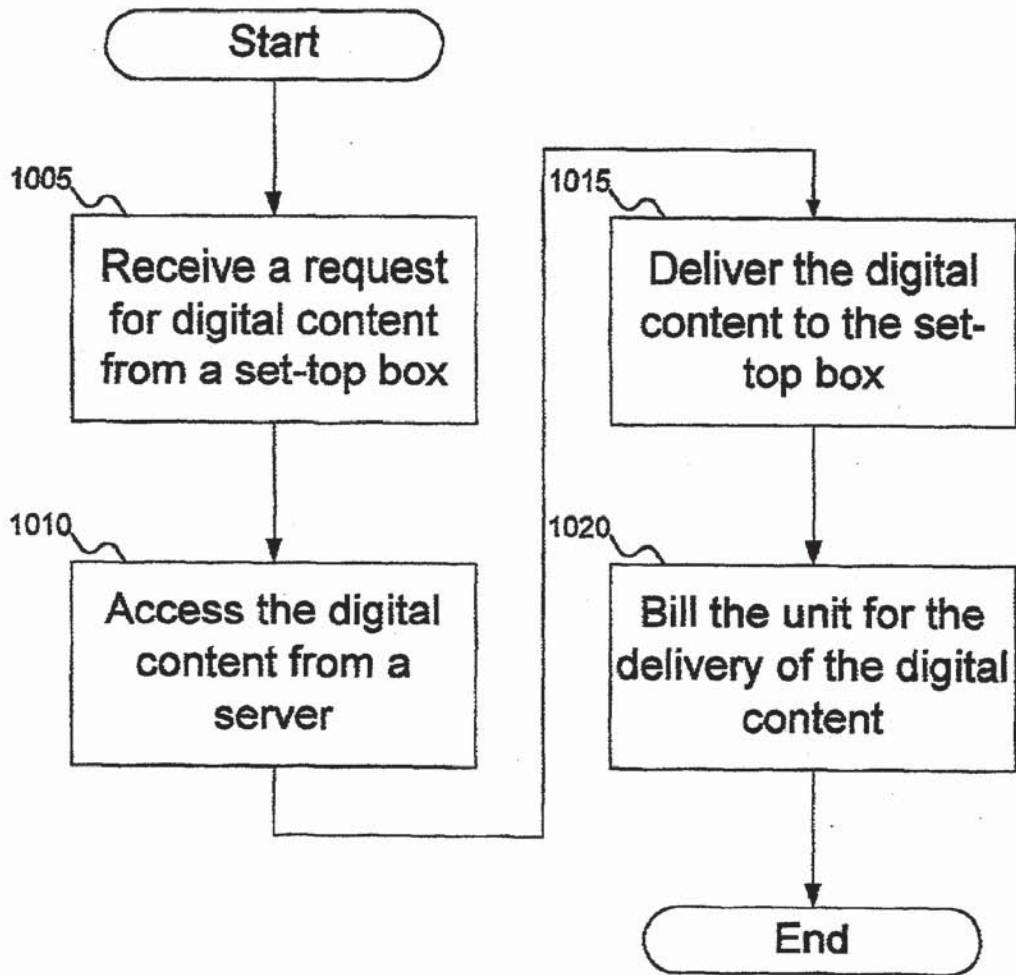 Start
1005
Receive a request
for digital content
from a set-top box
1010
Access the digital
content from a
server
1015
Deliver the digital
content to the set-
top box
1020
Bill the unit for the
delivery of the digital
content
End